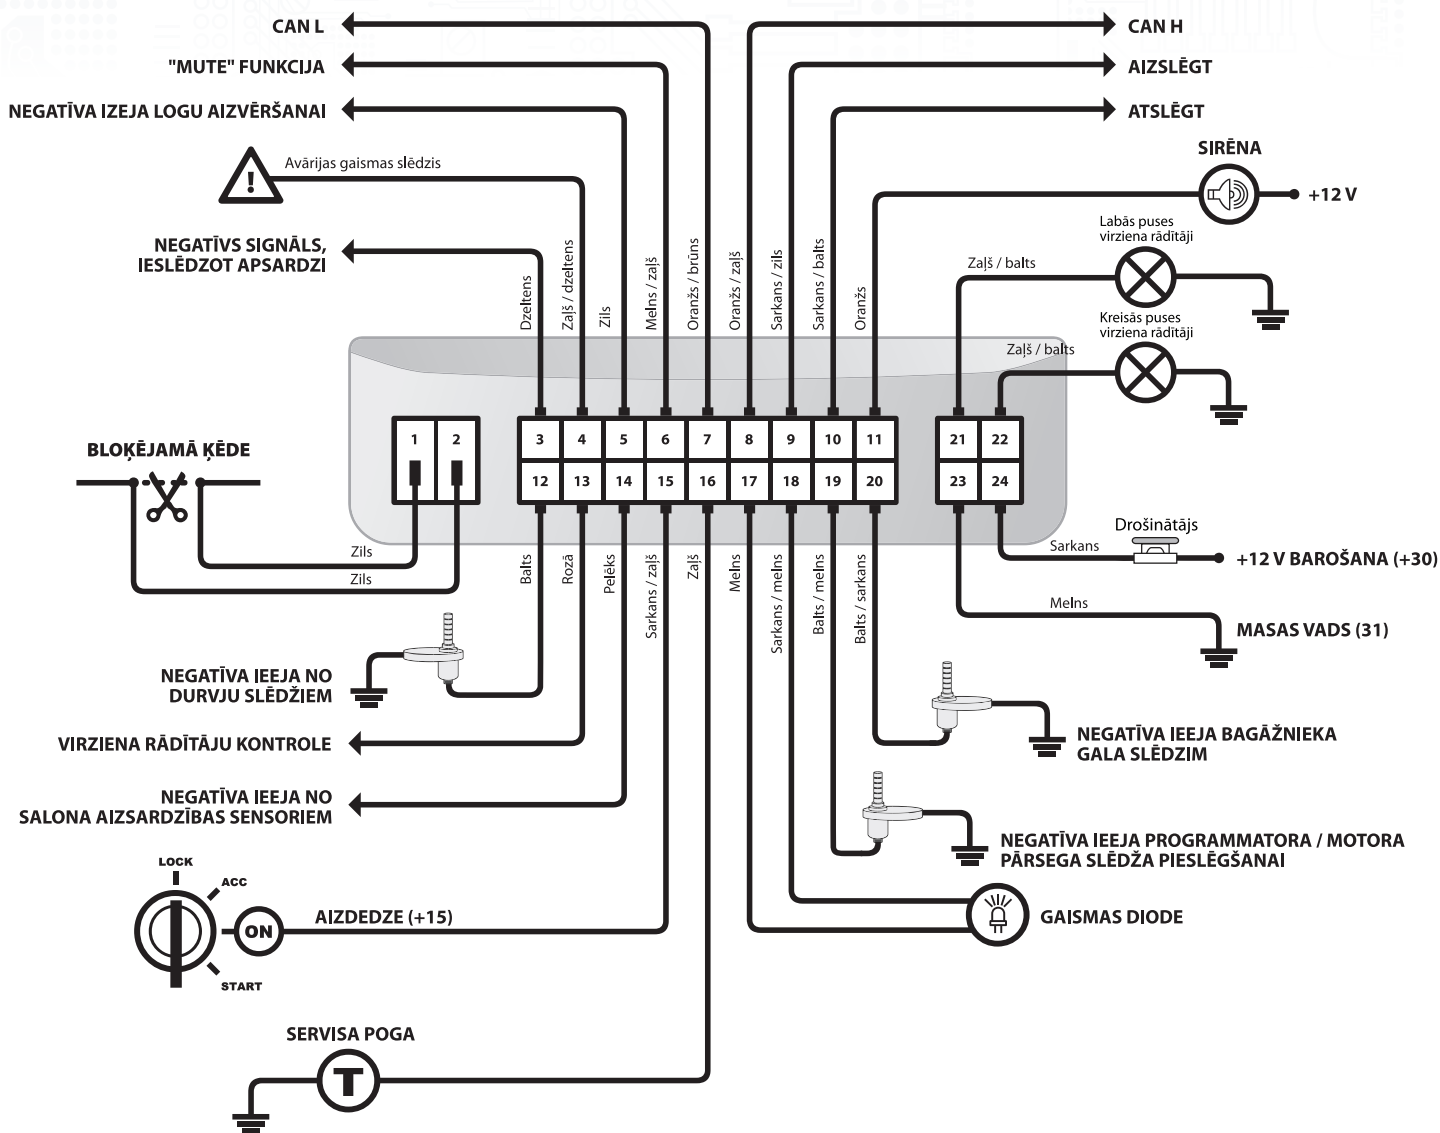 CAN L
CAN H
"MUTE" FUNKCIJA
AIZSLĒGT
NEGATĪVA IZEJA LOGU AIZVĒRŠANAI
ATSLĒGT
SIRĒNA
+12 V
Avārijas gaismas slēdzis
!
NEGATĪVS SIGNĀLS,
IESLĒDZOT APSARDZI
Labās puses
virziena rādītāji
Zaļš / balts
Kreisās puses
virziena rādītāji
Zaļš / balts
Dzeltens
Zaļš / dzeltens
Zils
Melns / zaļš
Oranžs / brūns
Oranžs / zaļš
Sarkans / zils
Sarkans / balts
Oranžs
1 2
3 4 5 6 7 8 9 10 11
21 22
12 13 14 15 16 17 18 19 20
23 24
BLOĶĒJAMĀ ĶĒDE
Zils
Zils
Balts
Rozā
Pelēks
Sarkans / zaļš
Zaļš
Melns
Sarkans / melns
Balts / melns
Balts / sarkans
Drošinātājs
Sarkans
+12 V BAROŠANA (+30)
Melns
MASAS VADS (31)
NEGATĪVA IEEJA NO
DURVJU SLĒDŽIEM
VIRZIENA RĀDĪTĀJU KONTROLE
NEGATĪVA IEEJA BAGĀŽNIEKA
GALA SLĒDZIM
NEGATĪVA IEEJA NO
SALONA AIZSARDZĪBAS SENSORIEM
NEGATĪVA IEEJA PROGRAMMATORA / MOTORA
PĀRSEGA SLĒDŽA PIESLĒGŠANAI
LOCK
ACC
ON
START
AIZDEDZE (+15)
GAISMAS DIODE
SERVISA POGA
T